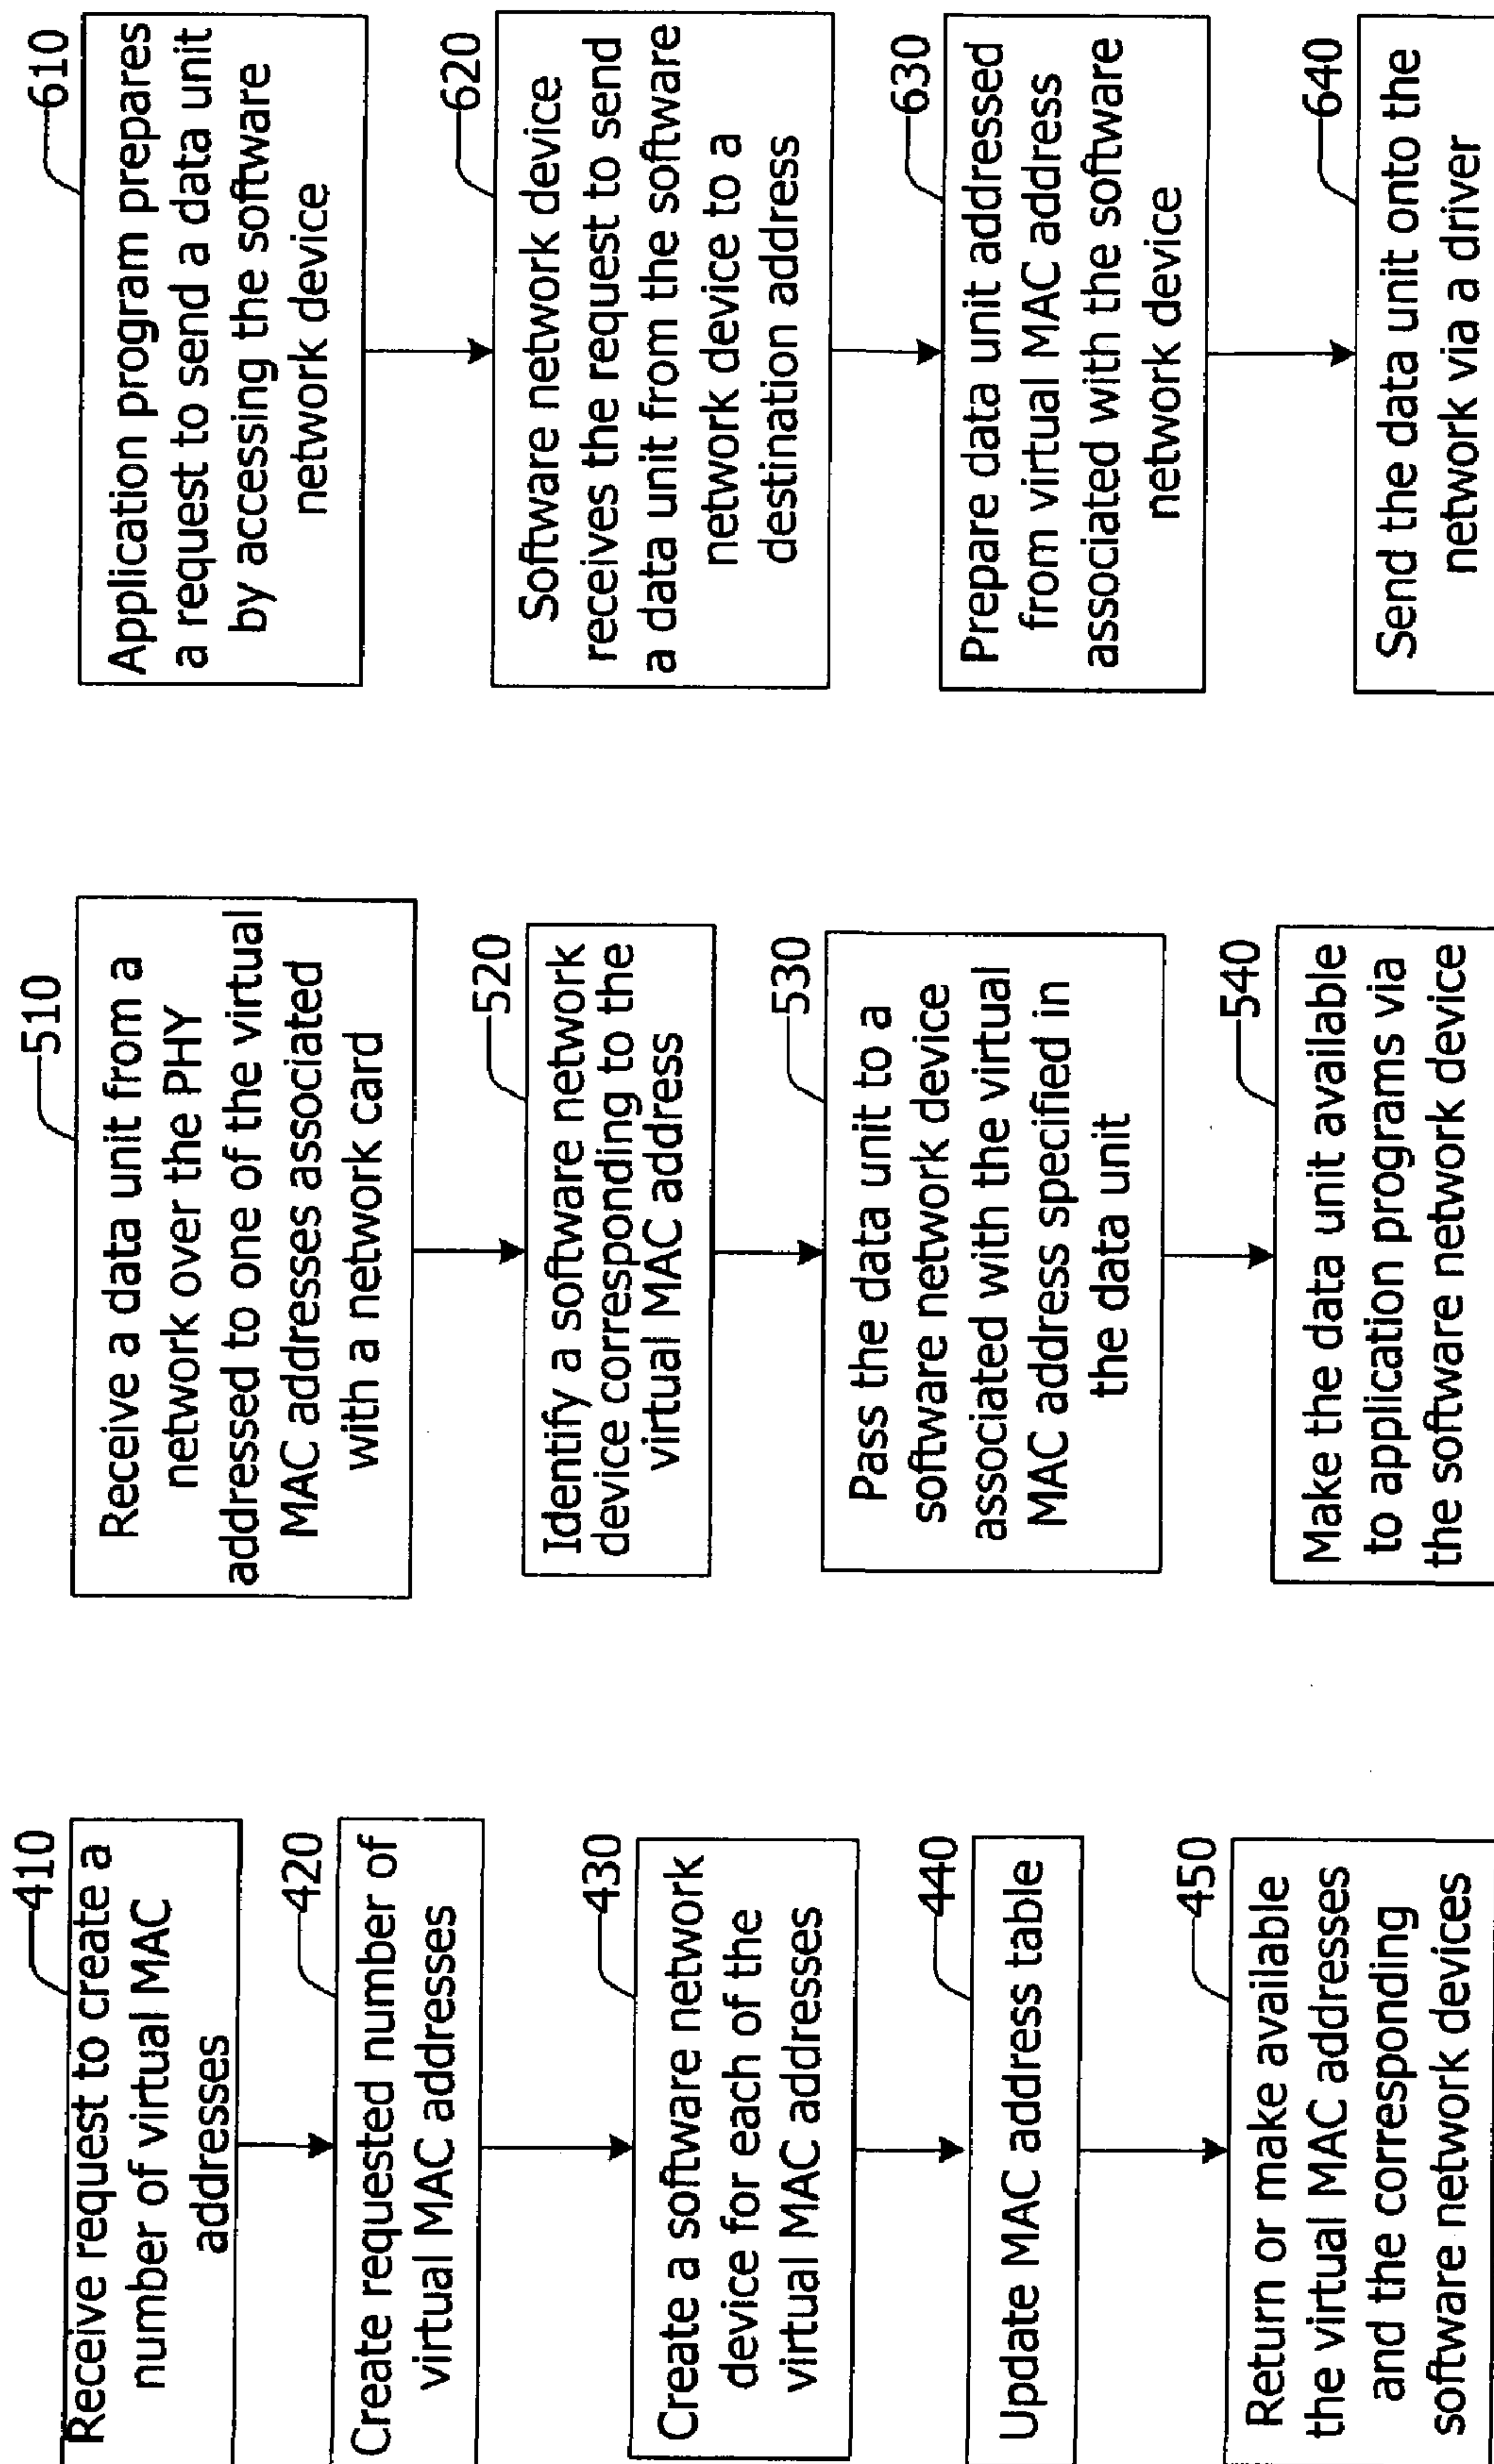 410
Receive request to create a
number of virtual MAC
addresses
420
Create requested number of
virtual MAC addresses
430
Create a software network
device for each of the
virtual MAC addresses
440
Update MAC address table
450
Return or make available
the virtual MAC addresses
and the corresponding
software network devices
510
Receive a data unit from a
network over the PHY
addressed to one of the virtual
MAC addresses associated
with a network card
520
Identify a software network
device corresponding to the
virtual MAC address
530
Pass the data unit to a
software network device
associated with the virtual
MAC address specified in
the data unit
540
Make the data unit available
to application programs via
the software network device
610
Application program prepares
a request to send a data unit
by accessing the software
network device
620
Software network device
receives the request to send
a data unit from the software
network device to a
destination address
630
Prepare data unit addressed
from virtual MAC address
associated with the software
network device
640
Send the data unit onto the
network via a driver